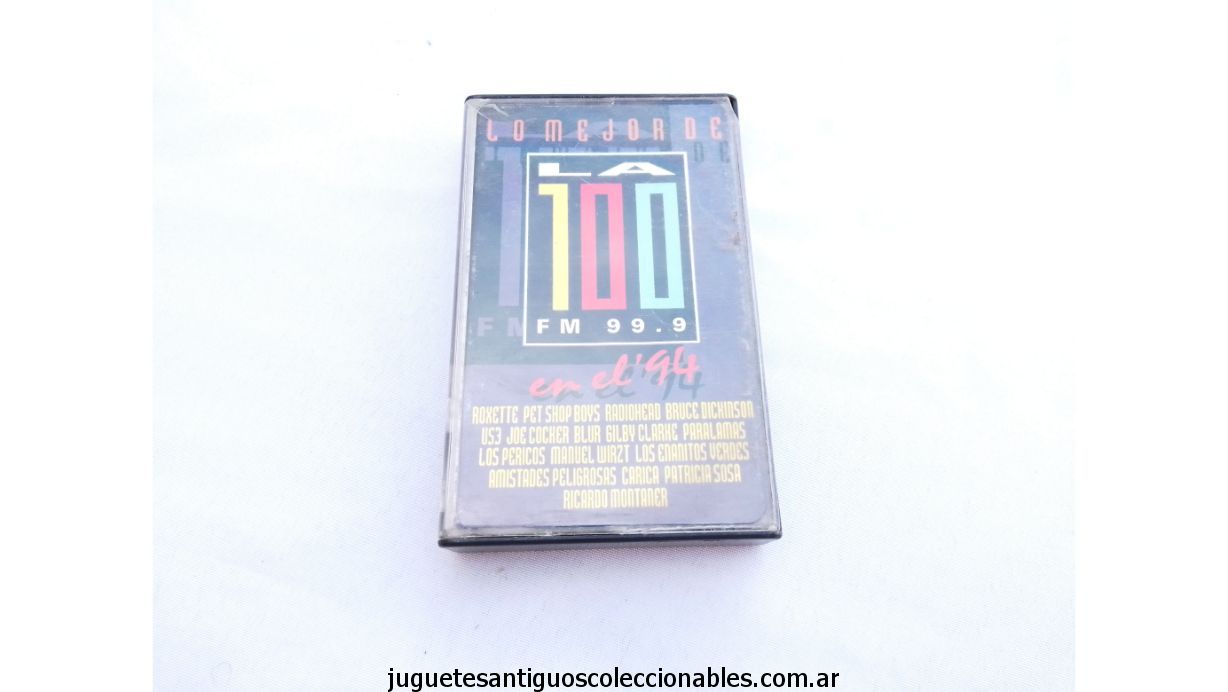 LO MEJOR DE
LA
100
FM 99.9
en el '94
ROXETTE PET SHOP BOYS RADIOHEAD BRUCE DICKINSON
US3 JOE COCKER BLUR GILBY CLARKE PARALAMAS
LOS PERICOS MANUEL WIRZT LOS ENANITOS VERDES
AMISTADES PELIGROSAS CARICA PATRICIA SOSA
RICARDO MONTANER
juguetesantiguoscoleccionables.com.ar